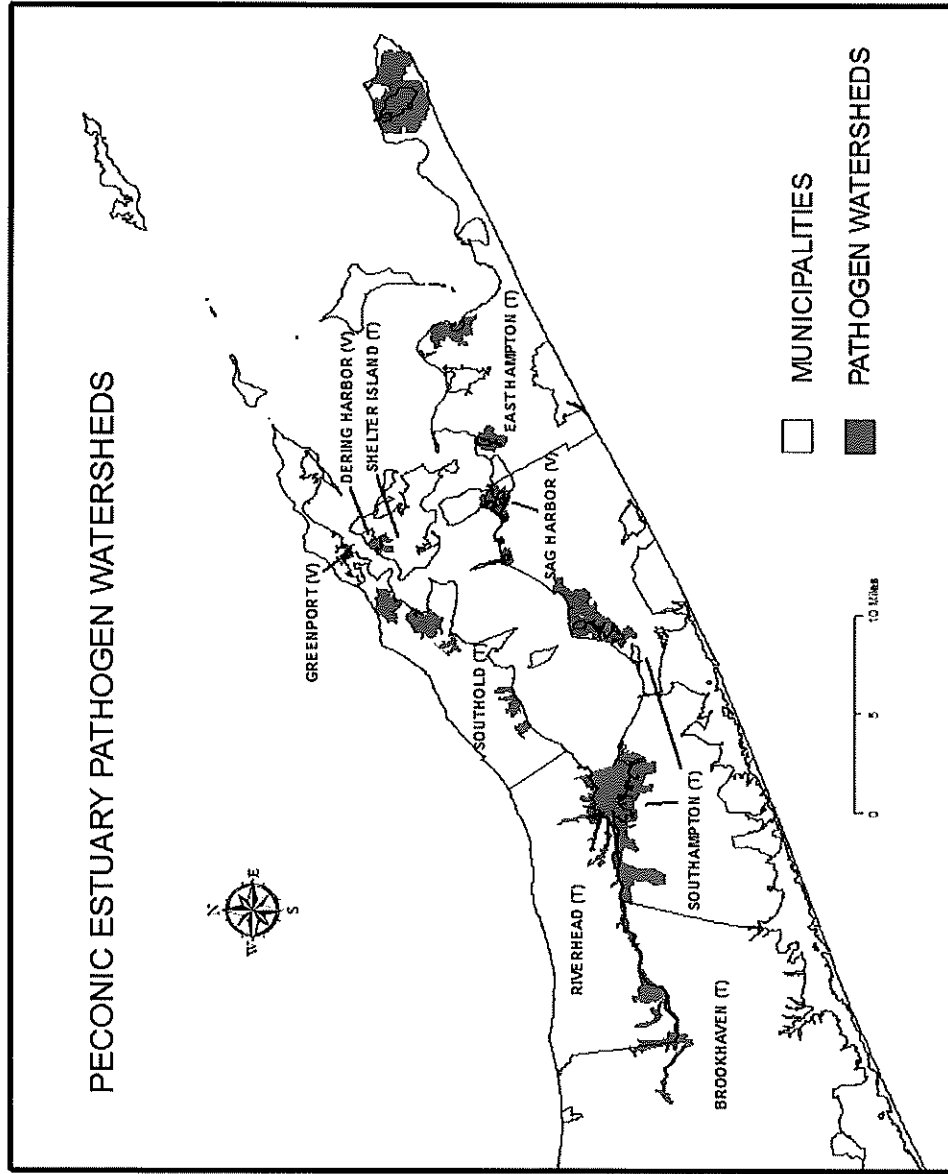 PECONIC ESTUARY PATHOGEN WATERSHEDS
N
W
E
S
GREENPORT (V)
DERING HARBOR (V)
SHELTER ISLAND (T)
SOUTHOLD (T)
EAST HAMPTON (T)
SAG HARBOR (V)
RIVERHEAD (T)
SOUTHAMPTON (T)
BROOKHAVEN (T)
MUNICIPALITIES
PATHOGEN WATERSHEDS
0 5 10 Miles